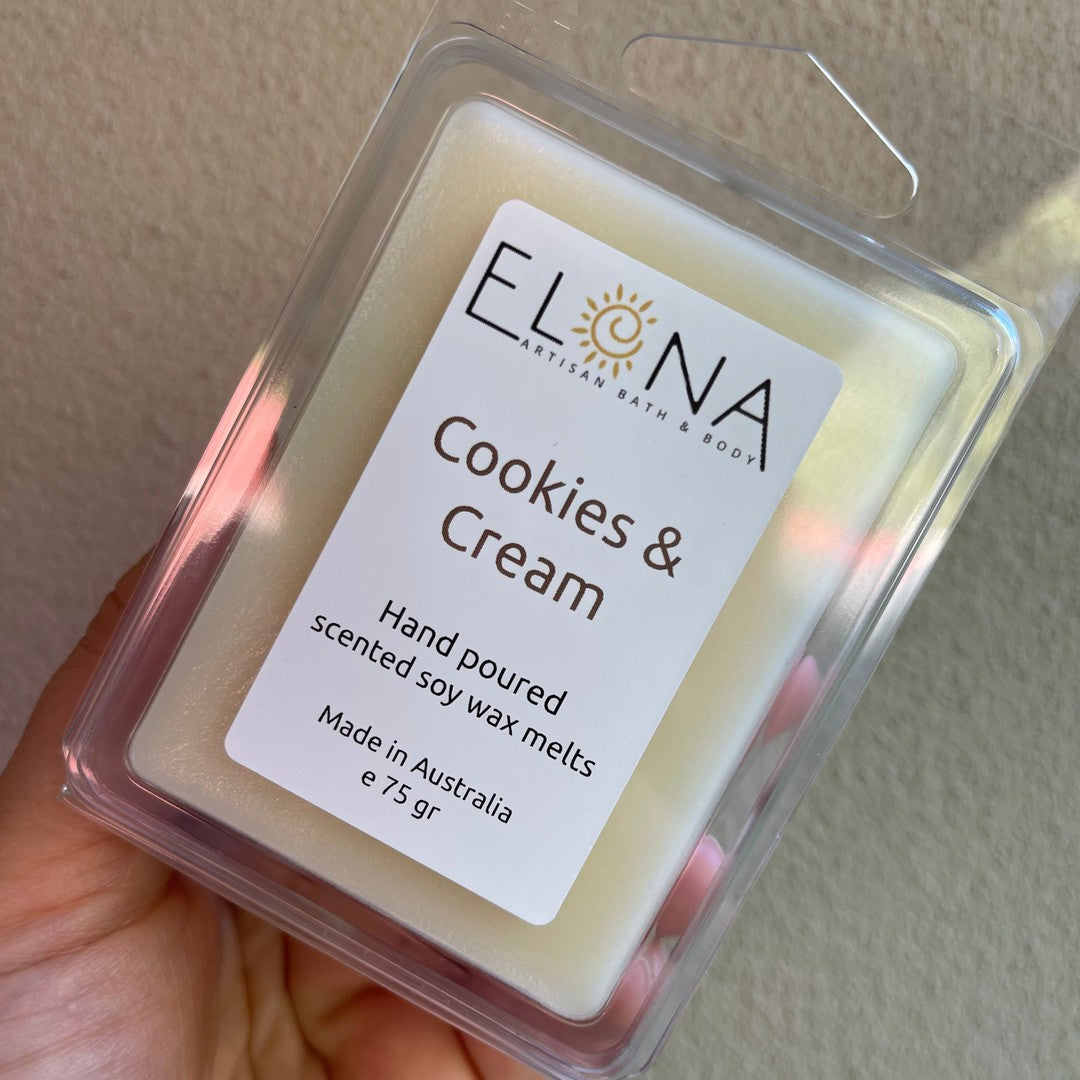 ELONA
ARTISAN BATH & BODY
Cookies &
Cream
Hand poured
scented soy wax melts
Made in Australia
e 75 gr